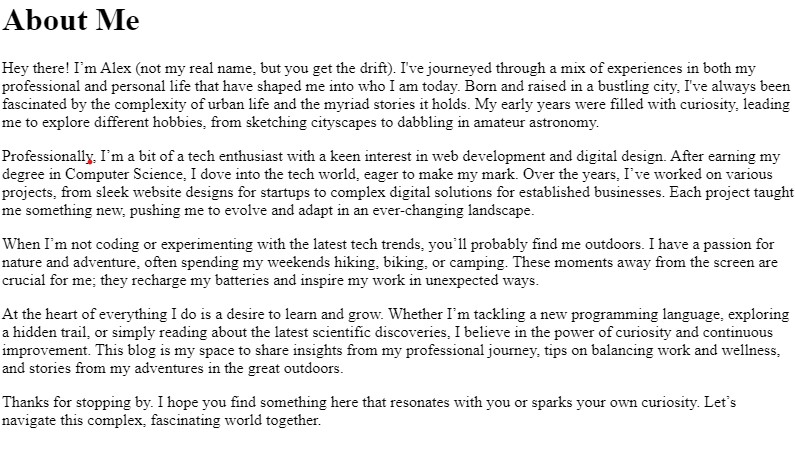 About Me
Hey there! I’m Alex (not my real name, but you get the drift). I've journeyed through a mix of experiences in both my
professional and personal life that have shaped me into who I am today. Born and raised in a bustling city, I've always been
fascinated by the complexity of urban life and the myriad stories it holds. My early years were filled with curiosity, leading
me to explore different hobbies, from sketching cityscapes to dabbling in amateur astronomy.
Professionally, I’m a bit of a tech enthusiast with a keen interest in web development and digital design. After earning my
degree in Computer Science, I dove into the tech world, eager to make my mark. Over the years, I’ve worked on various
projects, from sleek website designs for startups to complex digital solutions for established businesses. Each project taught
me something new, pushing me to evolve and adapt in an ever-changing landscape.
When I’m not coding or experimenting with the latest tech trends, you’ll probably find me outdoors. I have a passion for
nature and adventure, often spending my weekends hiking, biking, or camping. These moments away from the screen are
crucial for me; they recharge my batteries and inspire my work in unexpected ways.
At the heart of everything I do is a desire to learn and grow. Whether I’m tackling a new programming language, exploring
a hidden trail, or simply reading about the latest scientific discoveries, I believe in the power of curiosity and continuous
improvement. This blog is my space to share insights from my professional journey, tips on balancing work and wellness,
and stories from my adventures in the great outdoors.
Thanks for stopping by. I hope you find something here that resonates with you or sparks your own curiosity. Let’s
navigate this complex, fascinating world together.